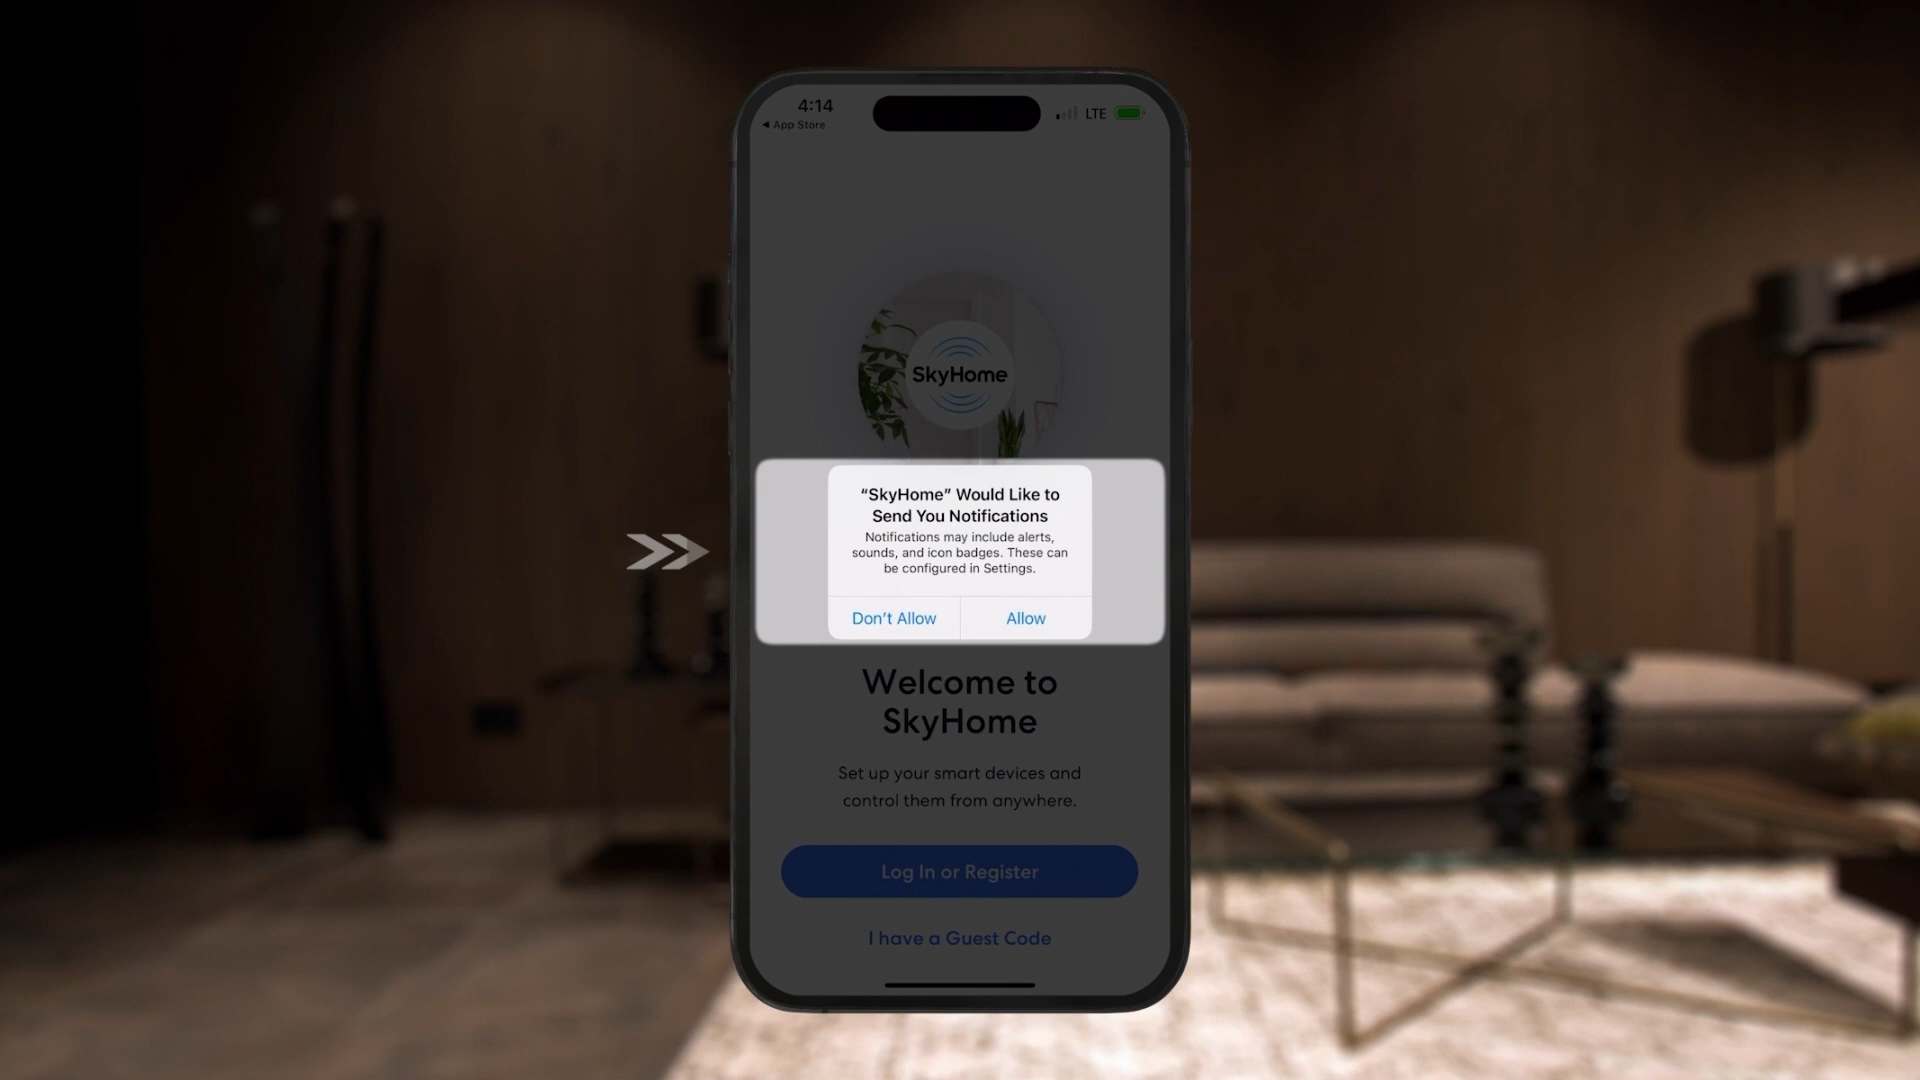 4:14
◀ App Store
LTE
SkyHome
“SkyHome” Would Like to
Send You Notifications
Notifications may include alerts,
sounds, and icon badges. These can
be configured in Settings.
Don’t Allow
Allow
Welcome to
SkyHome
Set up your smart devices and
control them from anywhere.
Log In or Register
I have a Guest Code